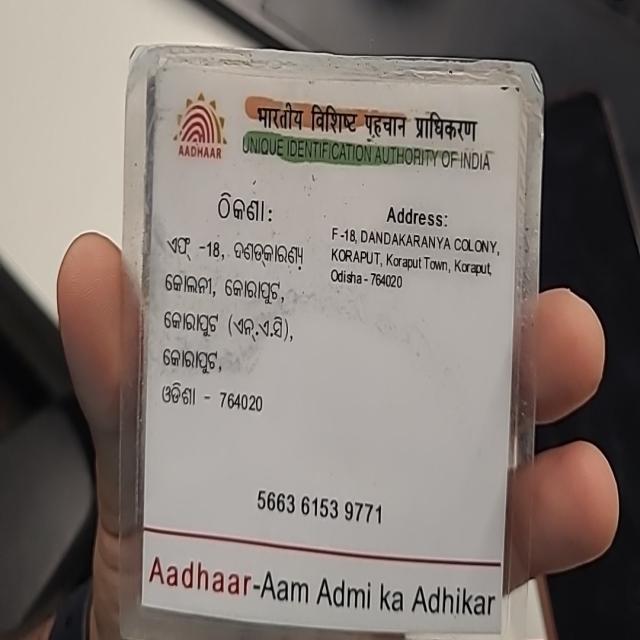 AADHAAR
भारतीय विशिष्ट पहचान प्राधिकरण
UNIQUE IDENTIFICATION AUTHORITY OF INDIA
ଠିକଣା:
ଏଫ୍ -18, ଦଣ୍ଡକାରଣ୍ୟ
କୋଲନୀ, କୋରାପୁଟ,
କୋରାପୁଟ (ଏନ୍.ଏ.ସି),
କୋରାପୁଟ,
ଓଡିଶା - 764020
Address:
F-18, DANDAKARANYA COLONY,
KORAPUT, Koraput Town, Koraput,
Odisha - 764020
5663 6153 9771
Aadhaar-Aam Admi ka Adhikar